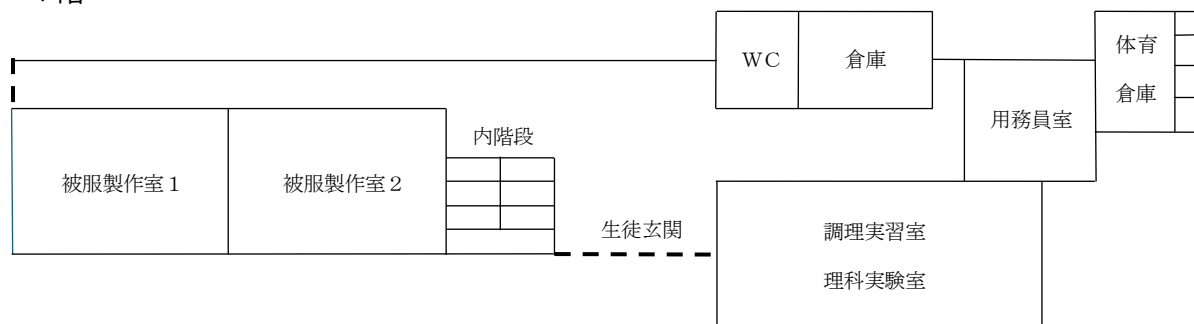 階
WC
倉庫
体育
倉庫
用務員室
内階段
被服製作室1
被服製作室2
生徒玄関
調理実習室
理科実験室